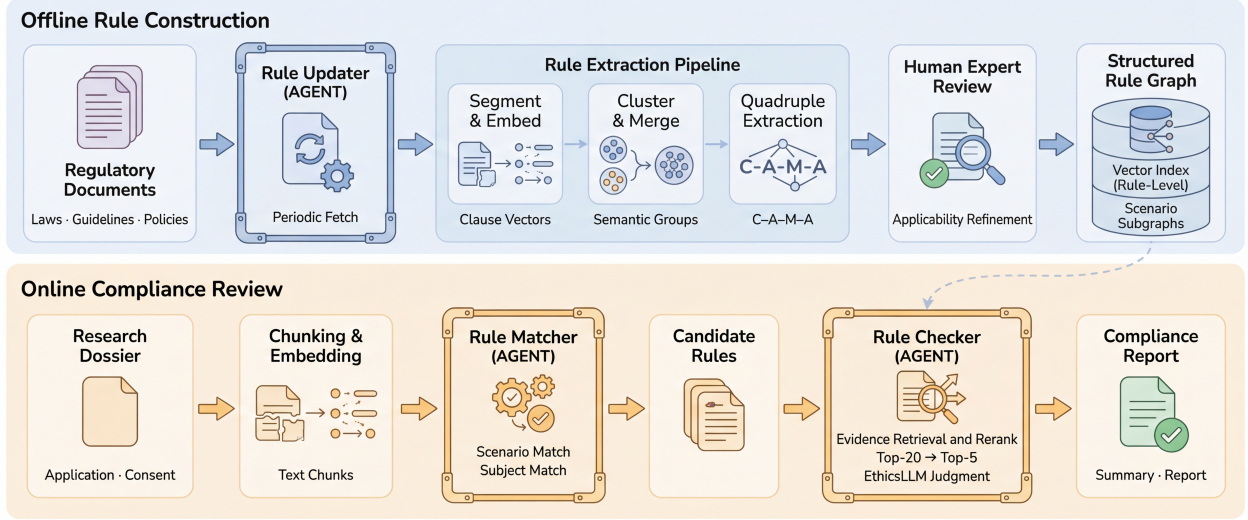 Offline Rule Construction
Regulatory
Documents
Laws · Guidelines · Policies
Rule Updater
(AGENT)
Periodic Fetch
Rule Extraction Pipeline
Segment
& Embed
Clause Vectors
Cluster
& Merge
Semantic Groups
Quadruple
Extraction
C-A-M-A
C–A–M–A
Human Expert
Review
Applicability Refinement
Structured
Rule Graph
Vector Index
(Rule-Level)
Scenario
Subgraphs
Online Compliance Review
Research
Dossier
Application · Consent
Chunking &
Embedding
Text Chunks
Rule Matcher
(AGENT)
Scenario Match
Subject Match
Candidate
Rules
Rule Checker
(AGENT)
Evidence Retrieval and Rerank
Top-20 → Top-5
EthicsLLM Judgment
Compliance
Report
Summary · Report